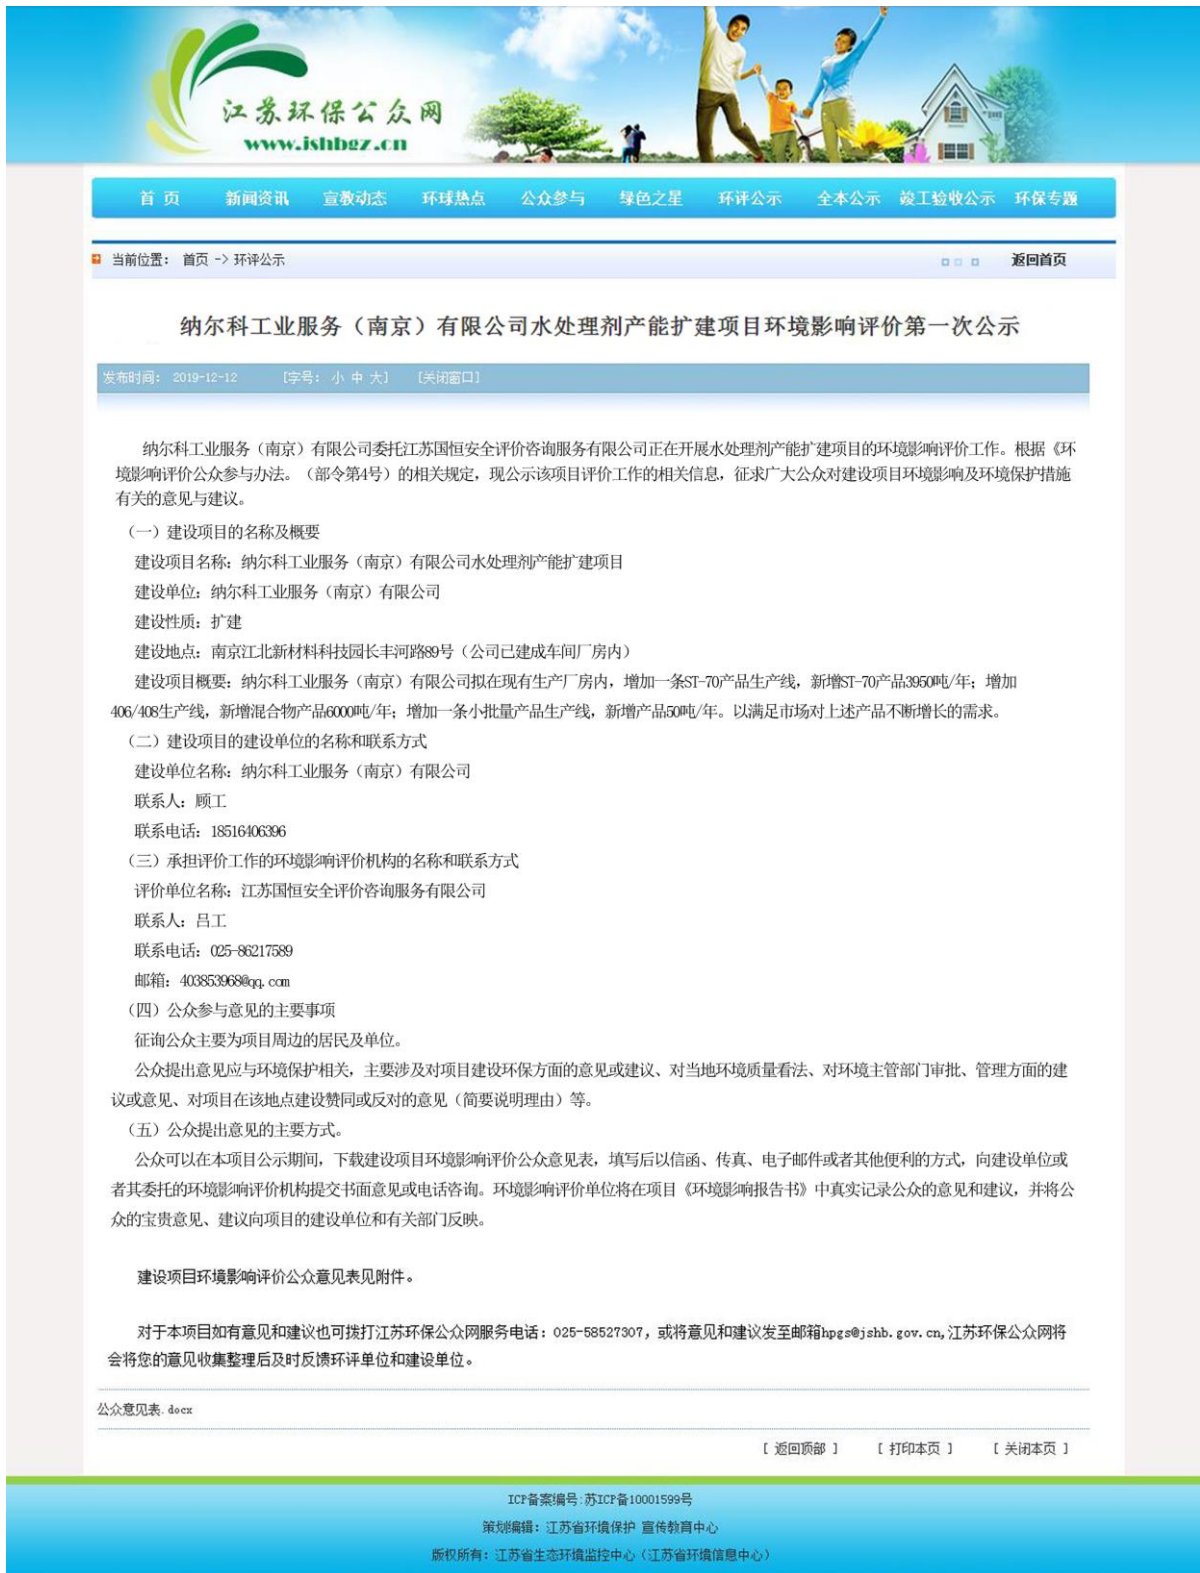 江苏环保公众网
www.jshbgz.cn
首 页 新闻资讯 宣教动态 环球热点 公众参与 绿色之星 环评公示 全本公示 竣工验收公示 环保专题
当前位置： 首页 -> 环评公示 返回首页
纳尔科工业服务（南京）有限公司水处理剂产能扩建项目环境影响评价第一次公示
发布时间： 2019-12-12 [字号： 小 中 大] [关闭窗口]
纳尔科工业服务（南京）有限公司委托江苏国恒安全评价咨询服务有限公司正在开展水处理剂产能扩建项目的环境影响评价工作。根据《环
境影响评价公众参与办法。（部令第4号）的相关规定，现公示该项目评价工作的相关信息，征求广大公众对建设项目环境影响及环境保护措施
有关的意见与建议。
（一）建设项目的名称及概要
建设项目名称：纳尔科工业服务（南京）有限公司水处理剂产能扩建项目
建设单位：纳尔科工业服务（南京）有限公司
建设性质：扩建
建设地点：南京江北新材料科技园长丰河路89号（公司已建成车间厂房内）
建设项目概要：纳尔科工业服务（南京）有限公司拟在现有生产厂房内，增加一条ST-70产品生产线，新增ST-70产品3950吨/年；增加
406/408生产线，新增混合物产品6000吨/年；增加一条小批量产品生产线，新增产品50吨/年。以满足市场对上述产品不断增长的需求。
（二）建设项目的建设单位的名称和联系方式
建设单位名称：纳尔科工业服务（南京）有限公司
联系人：顾工
联系电话：18516406396
（三）承担评价工作的环境影响评价机构的名称和联系方式
评价单位名称：江苏国恒安全评价咨询服务有限公司
联系人：吕工
联系电话：025-86217589
邮箱：403853968@qq.com
（四）公众参与意见的主要事项
征询公众主要为项目周边的居民及单位。
公众提出意见应与环境保护相关，主要涉及对项目建设环保方面的意见或建议、对当地环境质量看法、对环境主管部门审批、管理方面的建
议或意见、对项目在该地点建设赞同或反对的意见（简要说明理由）等。
（五）公众提出意见的主要方式。
公众可以在本项目公示期间，下载建设项目环境影响评价公众意见表，填写后以信函、传真、电子邮件或者其他便利的方式，向建设单位或
者其委托的环境影响评价机构提交书面意见或电话咨询。环境影响评价单位将在项目《环境影响报告书》中真实记录公众的意见和建议，并将公
众的宝贵意见、建议向项目的建设单位和有关部门反映。
建设项目环境影响评价公众意见表见附件。
对于本项目如有意见和建议也可拨打江苏环保公众网服务电话：025-58527307，或将意见和建议发至邮箱hpgs@jshb.gov.cn,江苏环保公众网将
会将您的意见收集整理后及时反馈环评单位和建设单位。
公众意见表.docx
[ 返回顶部 ] [ 打印本页 ] [ 关闭本页 ]
ICP备案编号:苏ICP备10001599号
策划编辑：江苏省环境保护 宣传教育中心
版权所有：江苏省生态环境监控中心（江苏省环境信息中心）